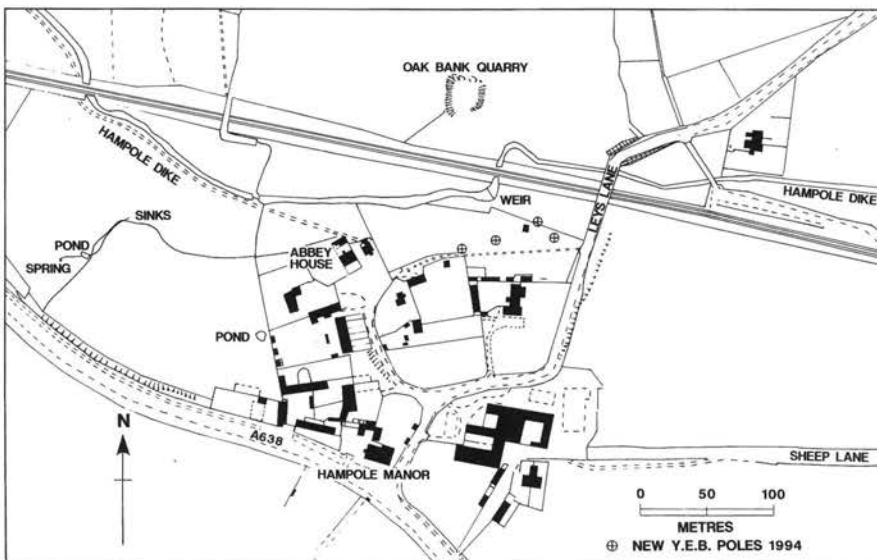 OAK BANK QUARRY
HAMPOLE DIKE
LEYS LANE
HAMPOLE DIKE
WEIR
SINKS
POND
SPRING
ABBEY
HOUSE
POND
N
A638
HAMPOLE MANOR
SHEEP LANE
0 50 100
METRES
⊕ NEW Y.E.B. POLES 1994